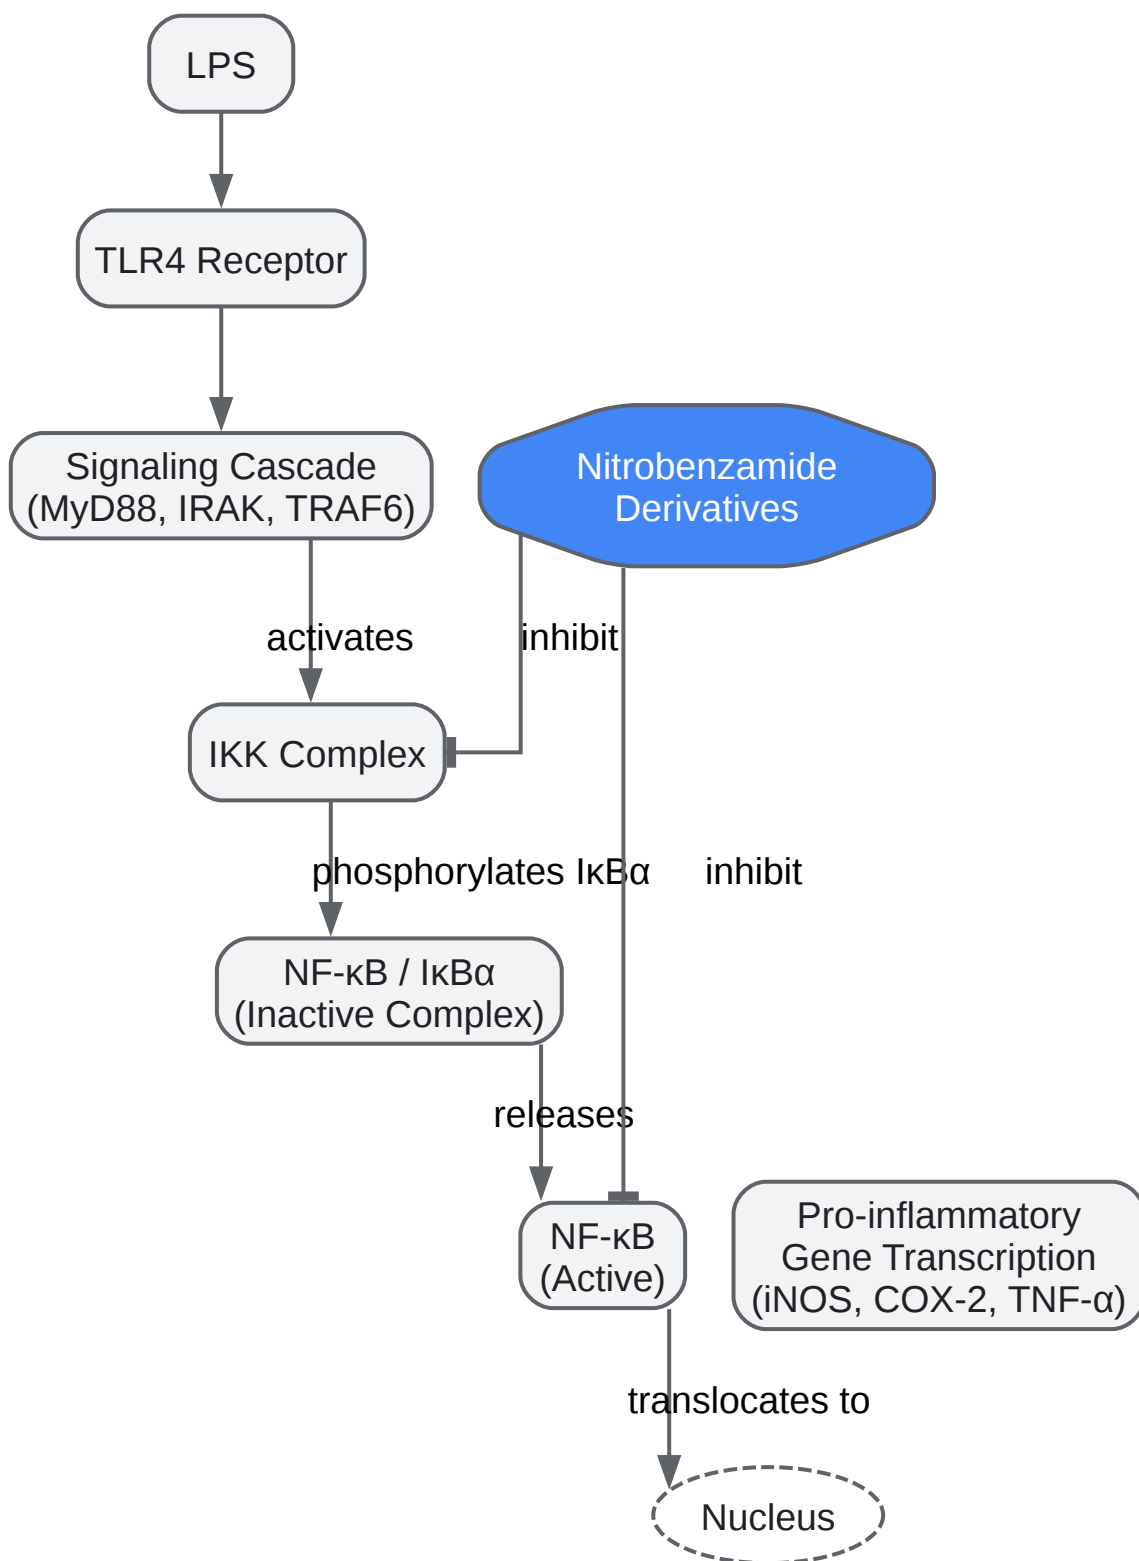 LPS
TLR4 Receptor
Signaling Cascade
(MyD88, IRAK, TRAF6)
Nitrobenzamide
Derivatives
activates
inhibit
IKK Complex
phosphorylates IκBα
inhibit
NF-κB / IκBα
(Inactive Complex)
releases
NF-κB
(Active)
Pro-inflammatory
Gene Transcription
(iNOS, COX-2, TNF-α)
translocates to
Nucleus